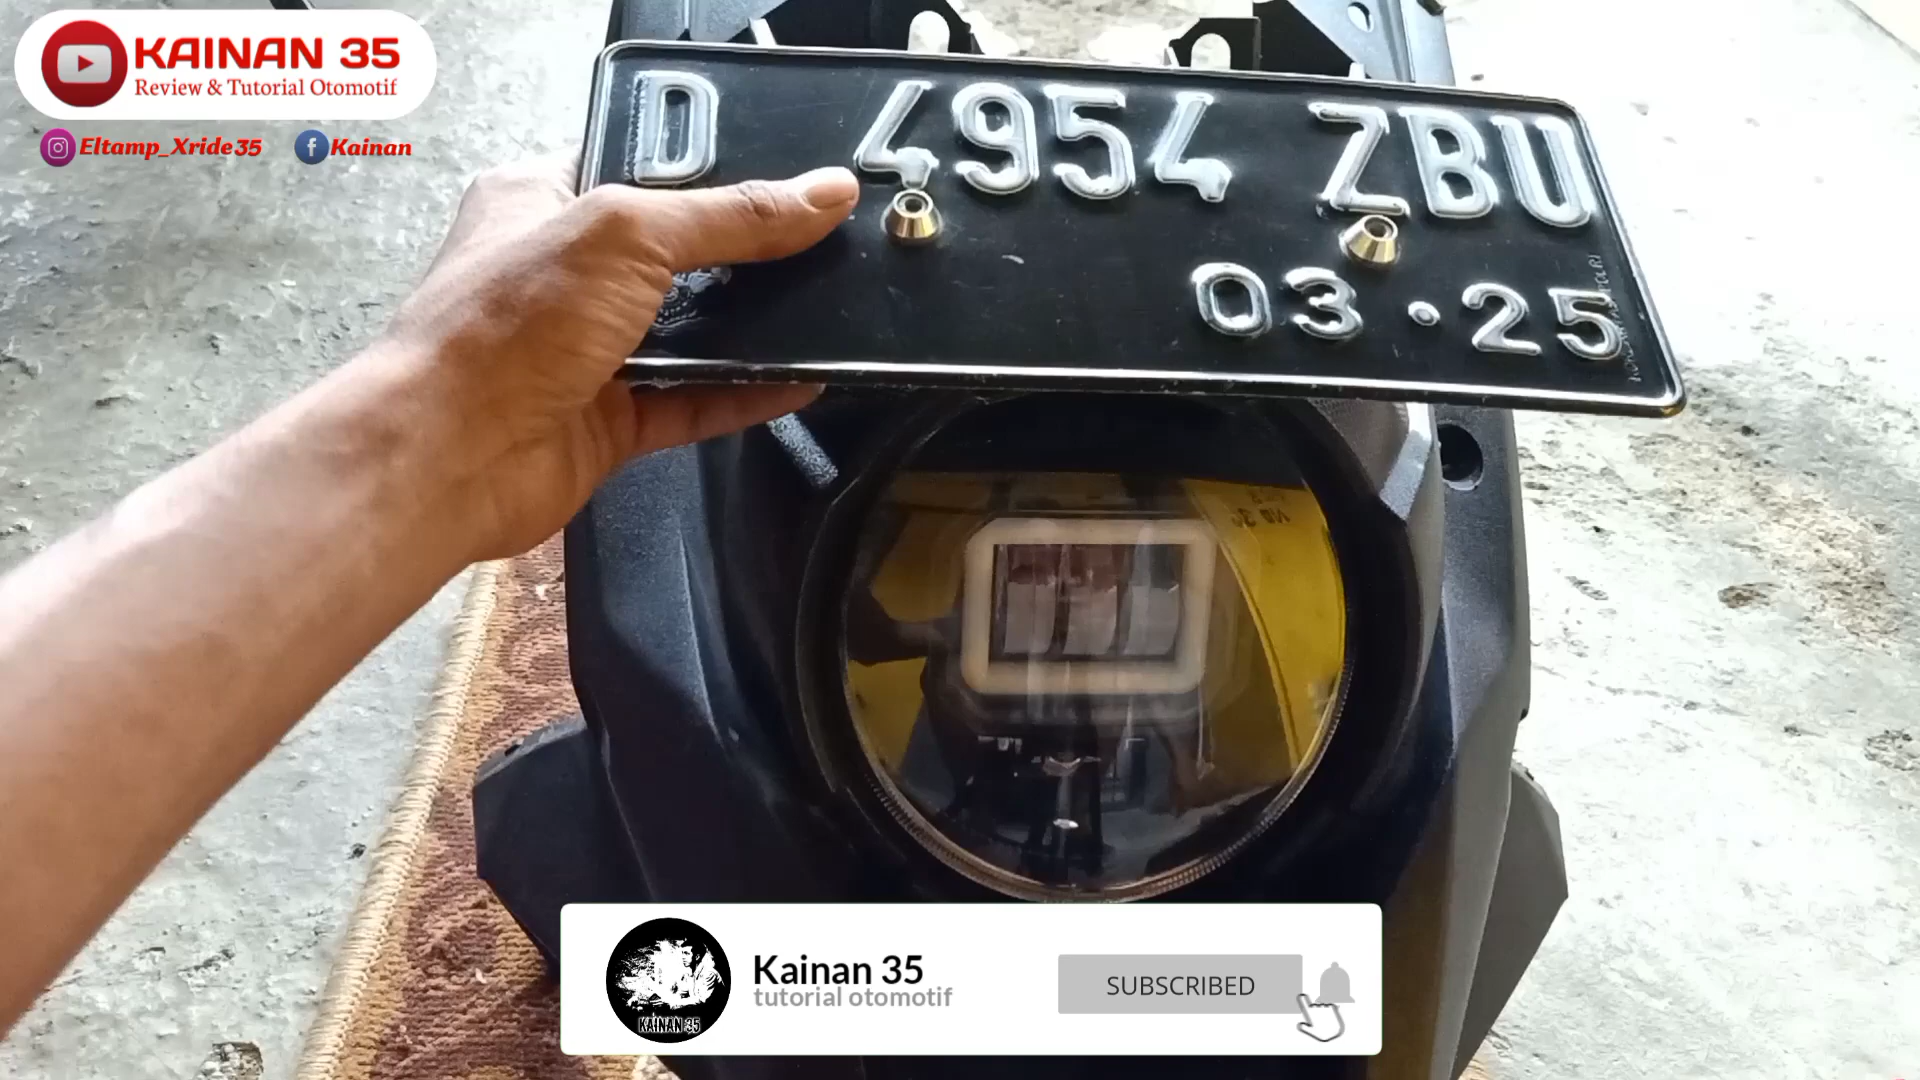 KAINAN 35
Review & Tutorial Otomotif
Eltamp_Xride35
Kainan
D 4954 ZBU
03·25
Kainan 35
tutorial otomotif
SUBSCRIBED
KAINAN 35